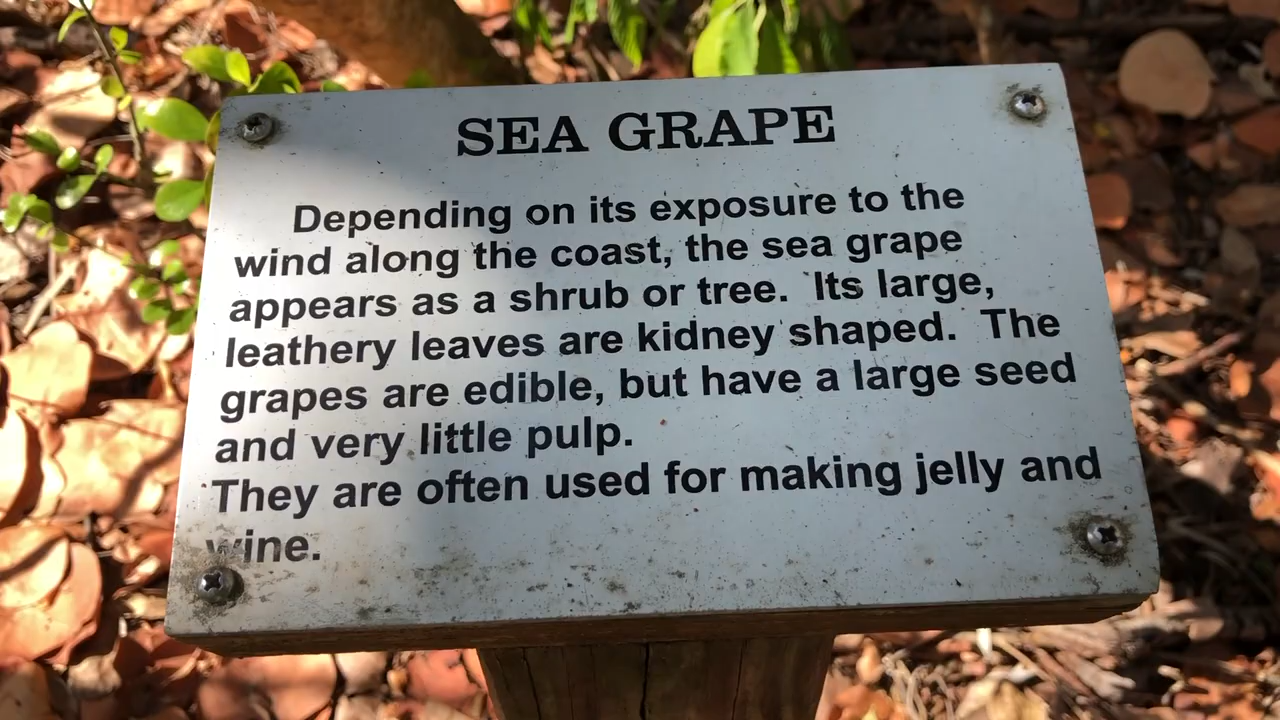 SEA GRAPE
Depending on its exposure to the
wind along the coast, the sea grape
appears as a shrub or tree. Its large,
leathery leaves are kidney shaped. The
grapes are edible, but have a large seed
and very little pulp.
They are often used for making jelly and
wine.